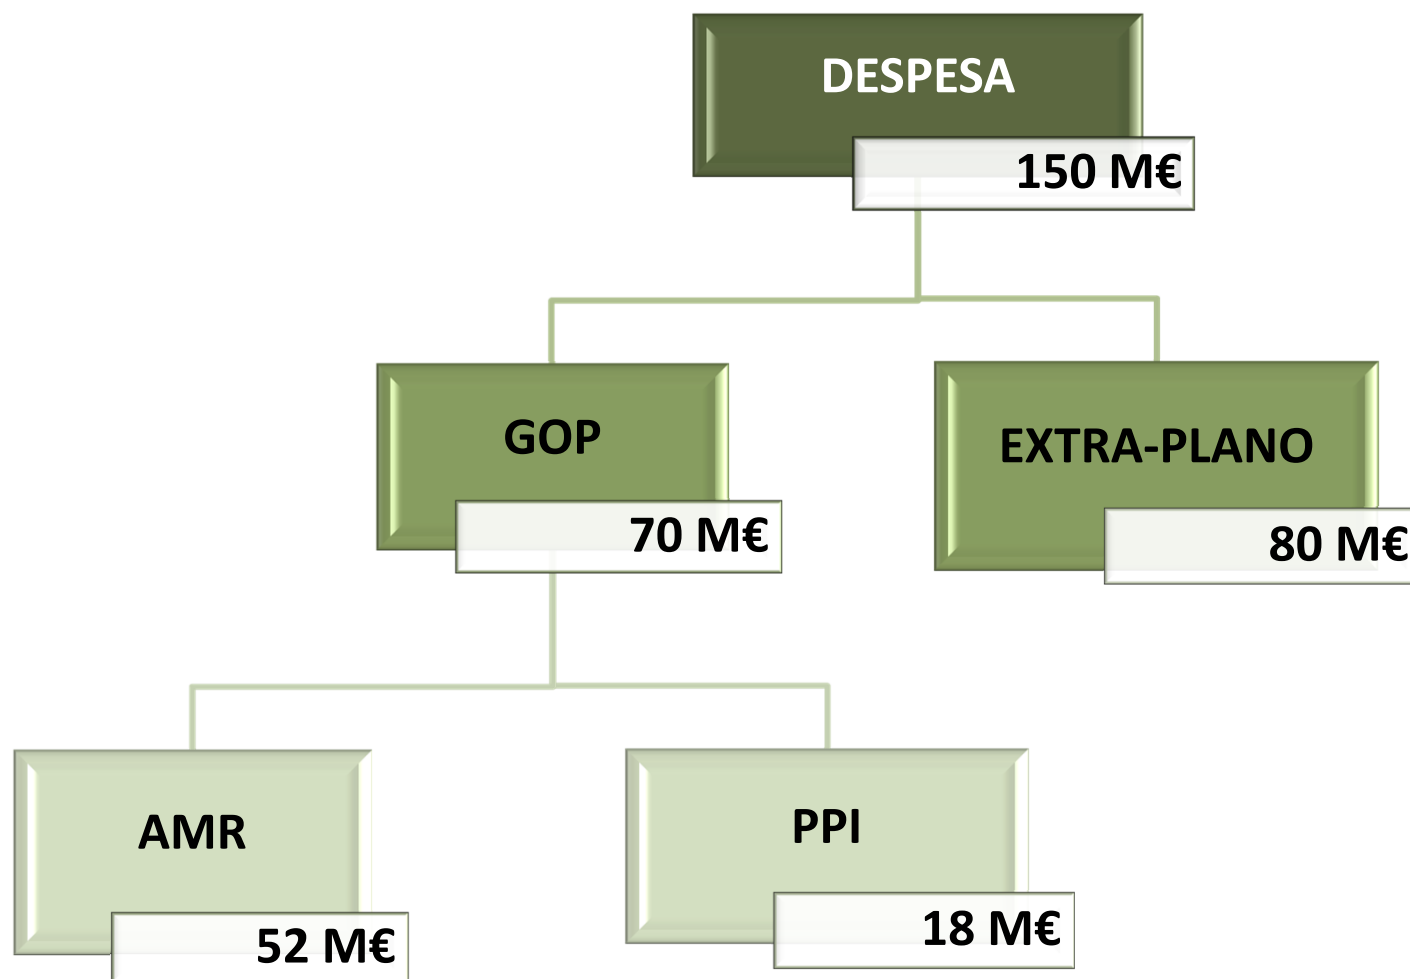 DESPESA
150 M€
GOP
70 M€
EXTRA-PLANO
80 M€
AMR
52 M€
PPI
18 M€